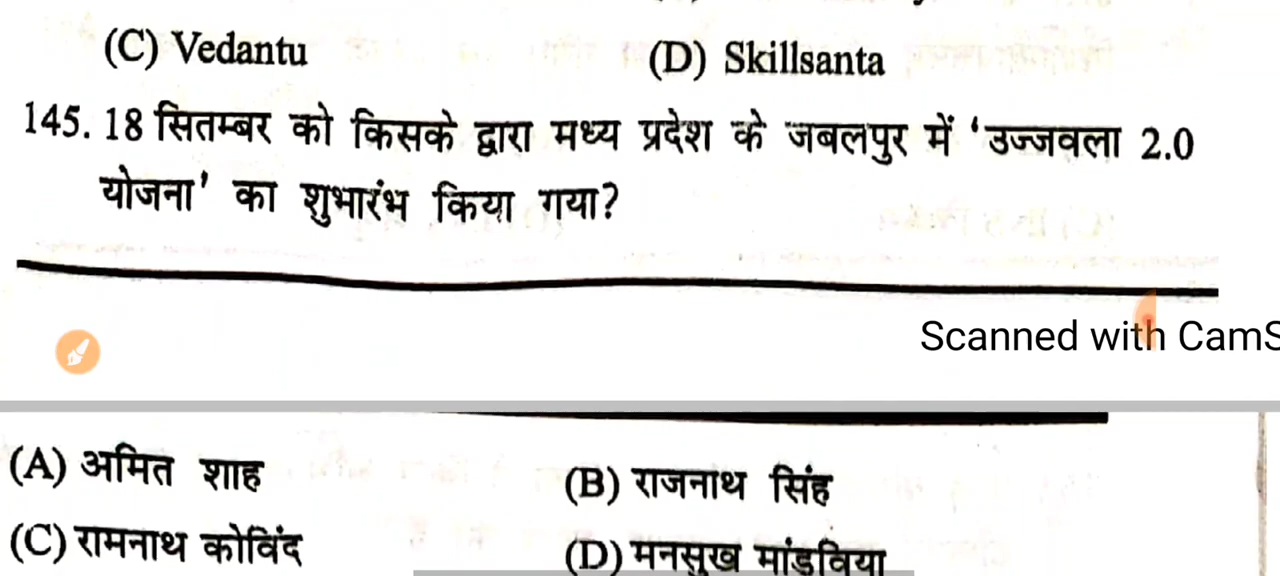 (C) Vedantu (D) Skillsanta
145. 18 सितम्बर को किसके द्वारा मध्य प्रदेश के जबलपुर में ‘उज्जवला 2.0
योजना’ का शुभारंभ किया गया?
Scanned with CamS
(A) अमित शाह (B) राजनाथ सिंह
(C) रामनाथ कोविंद (D) मनसुख मांडविया